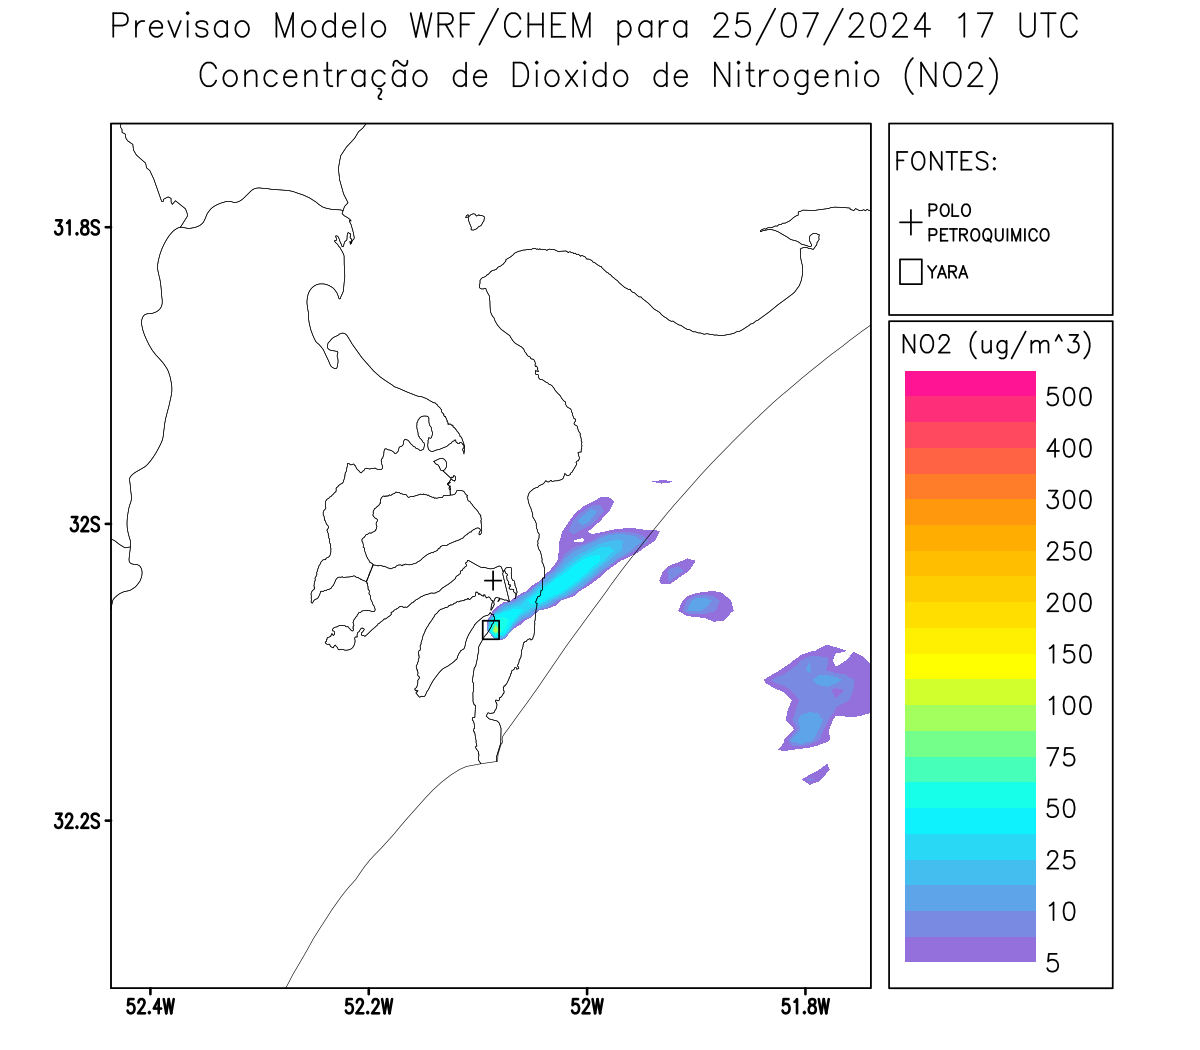 Previsao Modelo WRF/CHEM para 25/07/2024 17 UTC
Concentração de Dioxido de Nitrogenio (NO2)
FONTES:
POLO
PETROQUIMICO
YARA
31.8S
32S
32.2S
52.4W
52.2W
52W
51.8W
NO2 (ug/m^3)
500
400
300
250
200
150
100
75
50
25
10
5